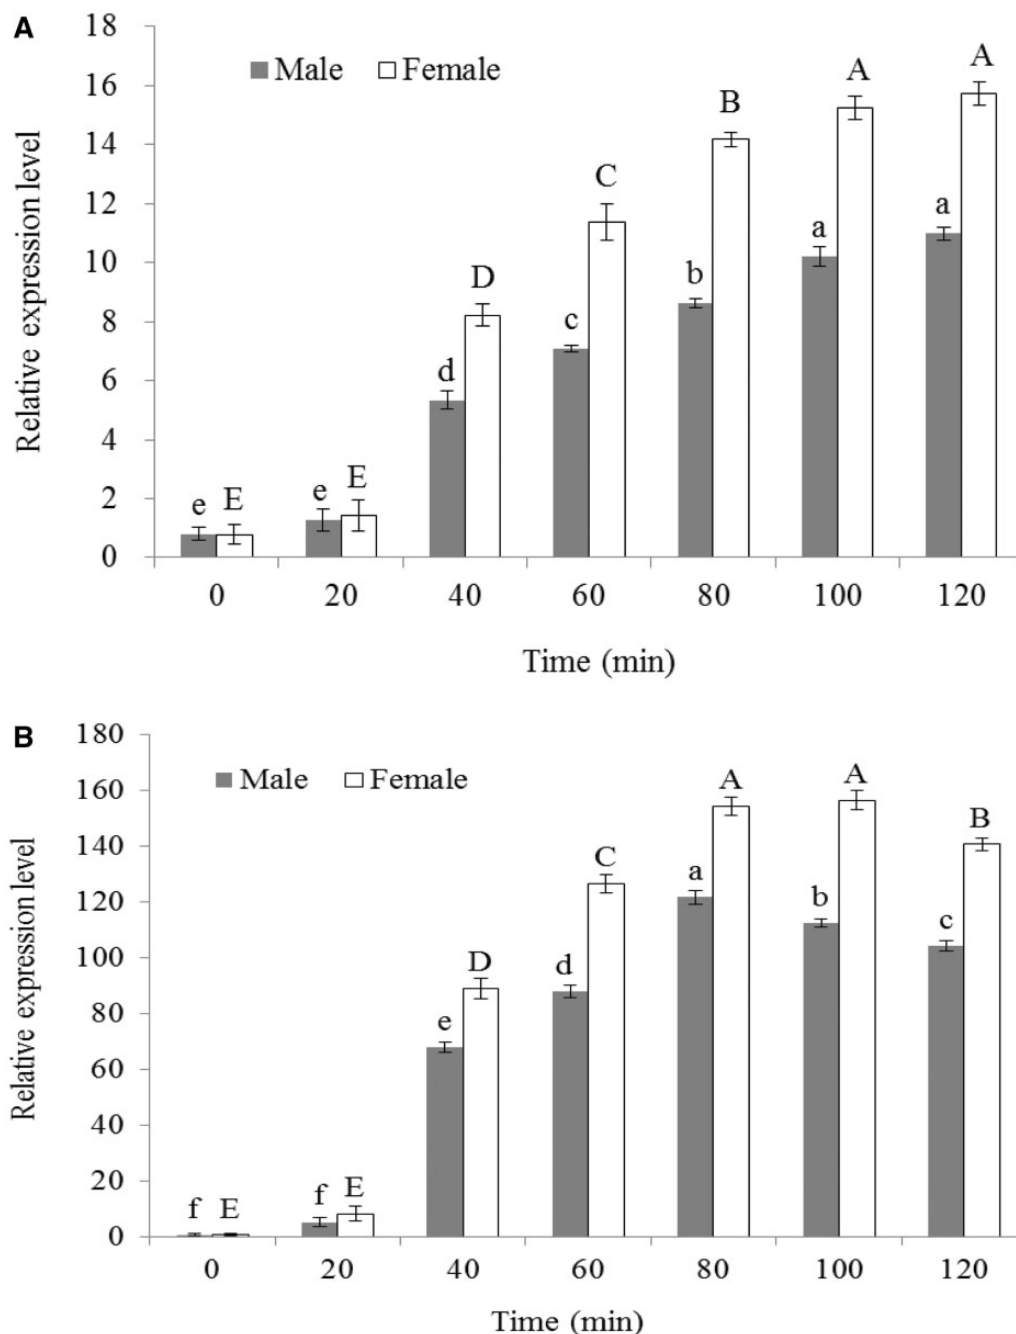 A
18
16
14
12
10
8
6
4
2
0
Relative expression level
Male Female
e E e E d D c C b B a A a A
0 20 40 60 80 100 120
Time (min)
B
180
160
140
120
100
80
60
40
20
0
Relative expression level
Male Female
f E f E e D d C a A b A c B
0 20 40 60 80 100 120
Time (min)